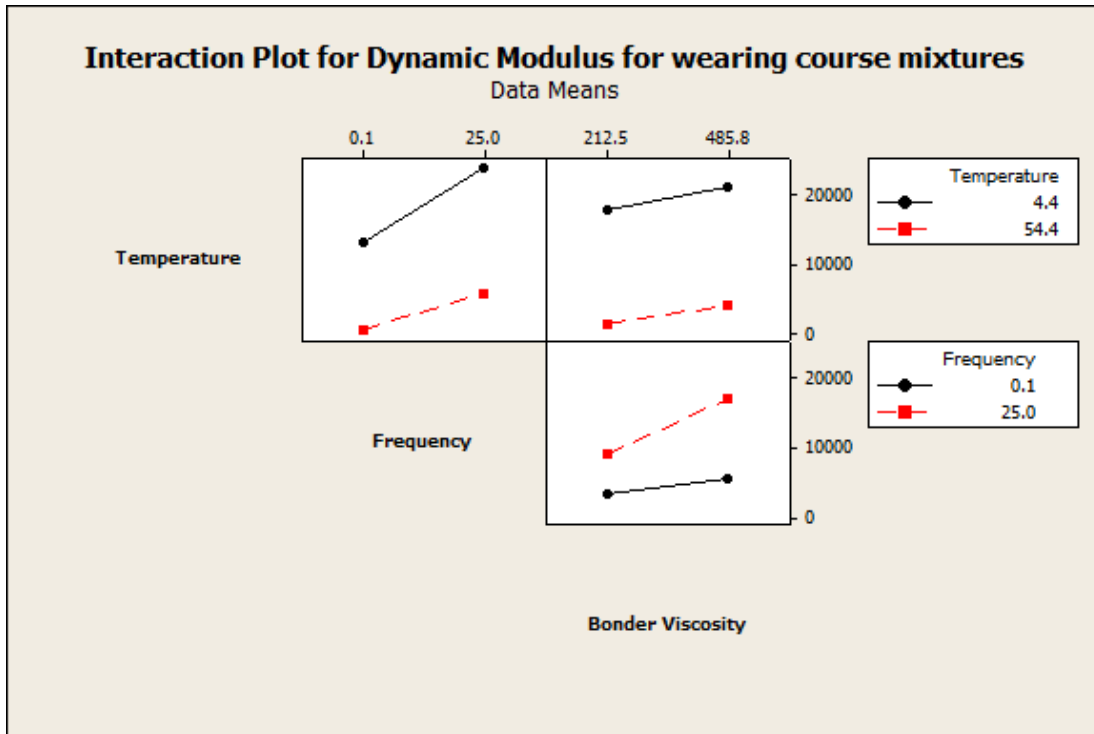 Interaction Plot for Dynamic Modulus for wearing course mixtures
Data Means
0.1 25.0 212.5 485.8
Temperature
20000
10000
0
Temperature
4.4
54.4
Frequency
20000
10000
0
Frequency
0.1
25.0
Bonder Viscosity